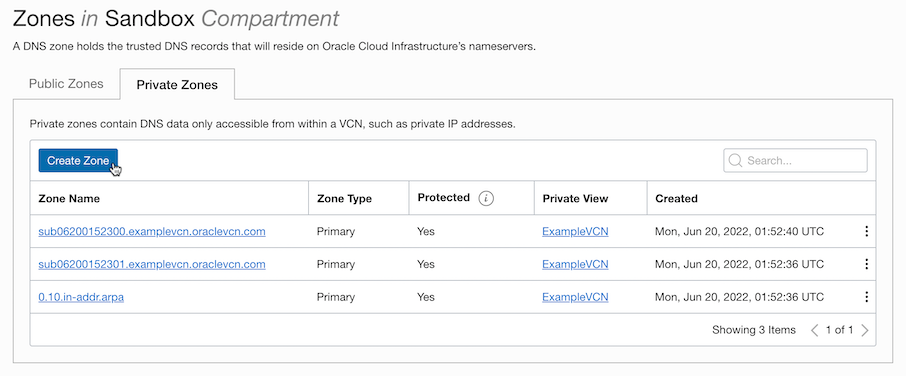 Zones in Sandbox Compartment
A DNS zone holds the trusted DNS records that will reside on Oracle Cloud Infrastructure's nameservers.
Public Zones Private Zones
Private zones contain DNS data only accessible from within a VCN, such as private IP addresses.
Create Zone Search...
Zone Name Zone Type Protected i Private View Created
sub06200152300.examplevcn.oraclevcn.com Primary Yes ExampleVCN Mon, Jun 20, 2022, 01:52:40 UTC
sub06200152301.examplevcn.oraclevcn.com Primary Yes ExampleVCN Mon, Jun 20, 2022, 01:52:36 UTC
0.10.in-addr.arpa Primary Yes ExampleVCN Mon, Jun 20, 2022, 01:52:36 UTC
Showing 3 Items 1 of 1